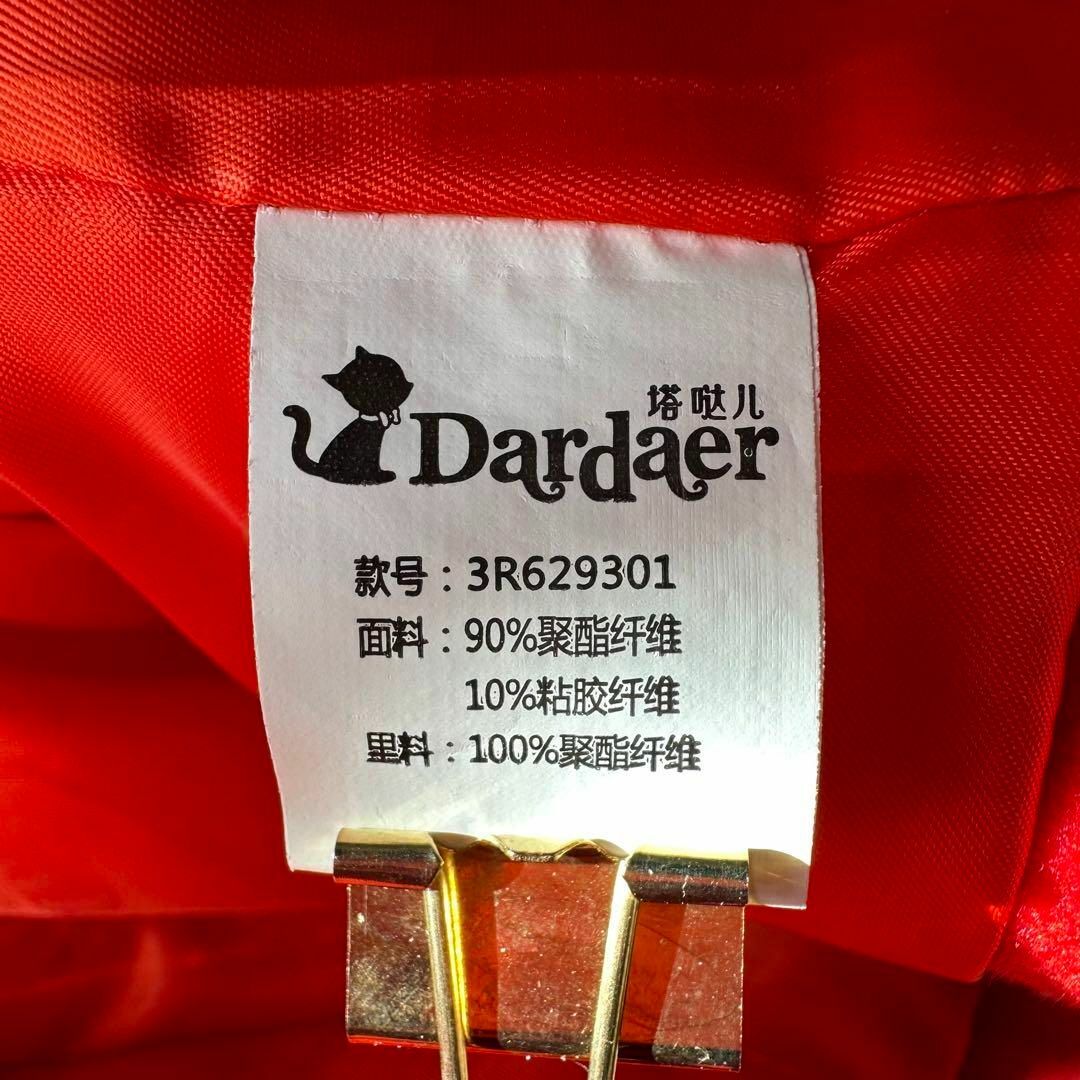 塔哒儿
Dardaer
款号：3R629301
面料：90%聚酯纤维
10%粘胶纤维
里料：100%聚酯纤维